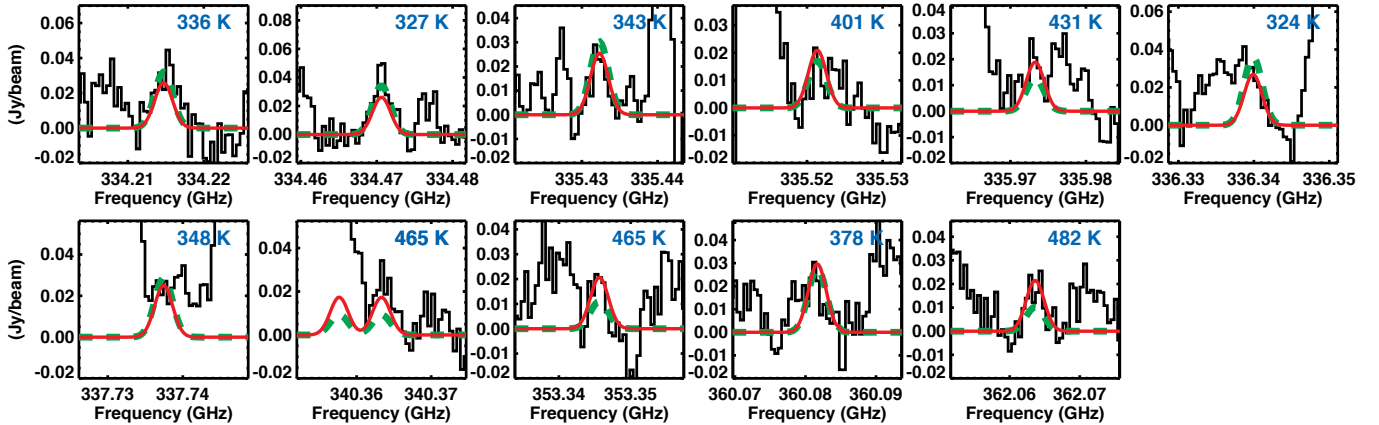 336 K 327 K 343 K 401 K 431 K 324 K
(Jy/beam)
0.06 0.04 0.02 0.00 -0.02
0.08 0.06 0.04 0.02 0.00 -0.02
0.04 0.03 0.02 0.01 0.00 -0.01 -0.02
0.03 0.02 0.01 0.00 -0.01 -0.02
0.04 0.03 0.02 0.01 0.00 -0.01 -0.02
0.06 0.04 0.02 0.00 -0.02
334.21 334.22 334.46 334.47 334.48 335.43 335.44 335.52 335.53 335.97 335.98 336.33 336.34 336.35
Frequency (GHz) Frequency (GHz) Frequency (GHz) Frequency (GHz) Frequency (GHz) Frequency (GHz)
348 K 465 K 465 K 378 K 482 K
(Jy/beam)
0.04 0.02 0.00 -0.02
0.04 0.03 0.02 0.01 0.00 -0.01 -0.02
0.04 0.03 0.02 0.01 0.00 -0.01 -0.02
0.04 0.03 0.02 0.01 0.00 -0.01 -0.02
0.04 0.03 0.02 0.01 0.00 -0.01 -0.02
337.73 337.74 340.36 340.37 353.34 353.35 360.07 360.08 360.09 362.06 362.07
Frequency (GHz) Frequency (GHz) Frequency (GHz) Frequency (GHz) Frequency (GHz)